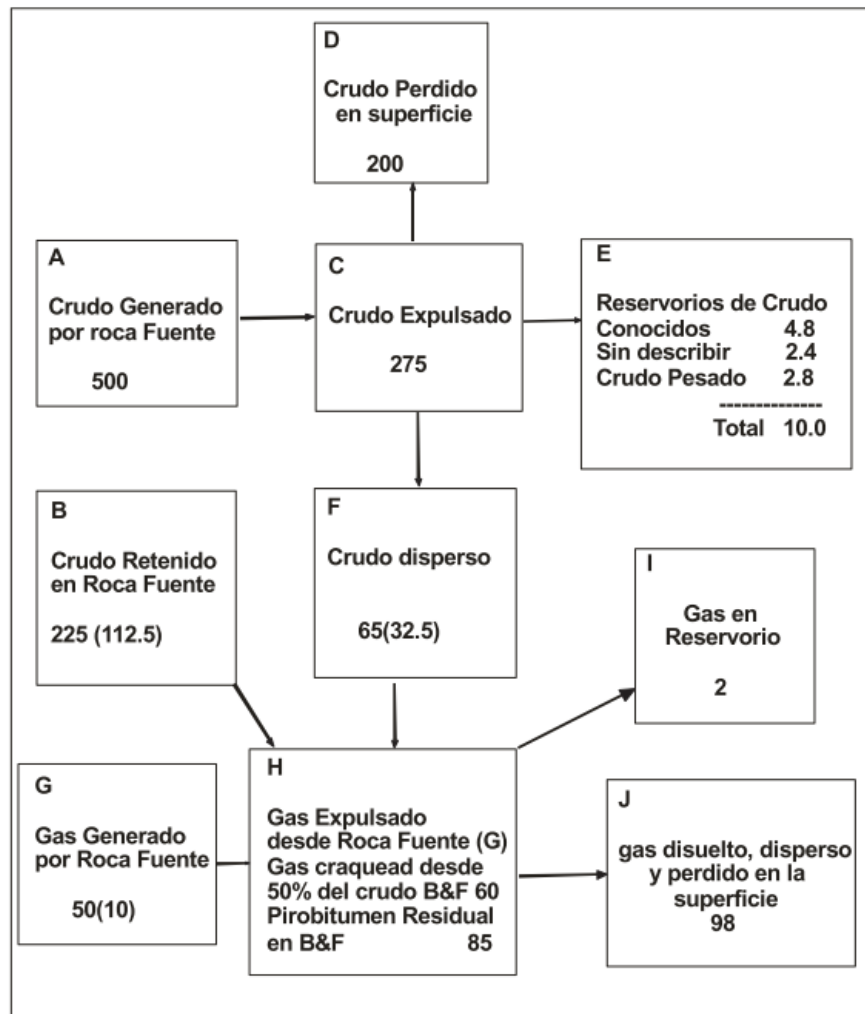 D
Crudo Perdido
en superficie
200
A
Crudo Generado
por roca Fuente
500
C
Crudo Expulsado
275
E
Reservorios de Crudo
Conocidos 4.8
Sin describir 2.4
Crudo Pesado 2.8
--------------
Total 10.0
B
Crudo Retenido
en Roca Fuente
225 (112.5)
F
Crudo disperso
65(32.5)
I
Gas en
Reservorio
2
G
Gas Generado
por Roca Fuente
50(10)
H
Gas Expulsado
desde Roca Fuente (G)
Gas craquead desde
50% del crudo B&F 60
Pirobitumen Residual
en B&F 85
J
gas disuelto, disperso
y perdido en la
superficie
98